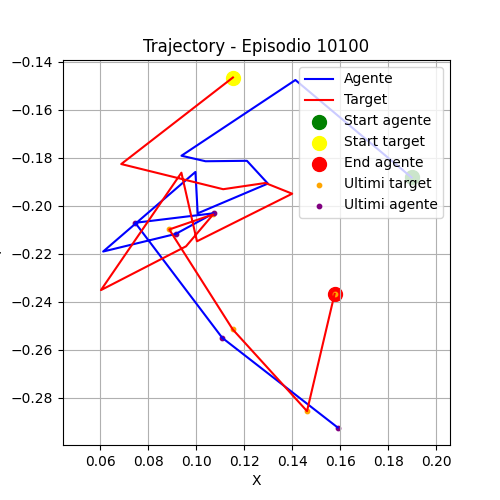 Trajectory - Episodio 10100
Agente
Target
Start agente
Start target
End agente
Ultimi target
Ultimi agente
−0.14
−0.16
−0.18
−0.20
−0.22
−0.24
−0.26
−0.28
0.06 0.08 0.10 0.12 0.14 0.16 0.18 0.20
X